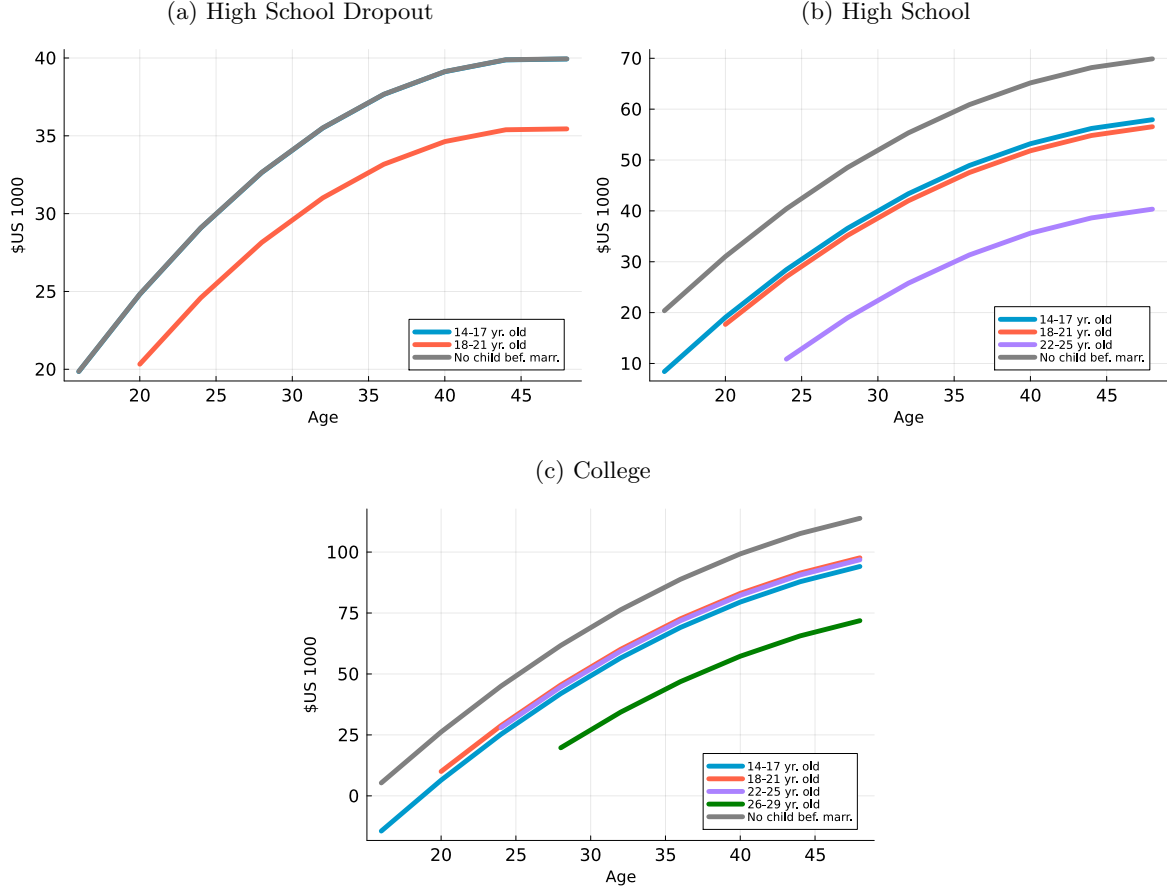 (a) High School Dropout
40
35
30
25
20
20
25
30
35
40
45
$US 1000
Age
14–17 yr. old
18–21 yr. old
No child bef. marr.
(b) High School
70
60
50
40
30
20
10
20
25
30
35
40
45
$US 1000
Age
14–17 yr. old
18–21 yr. old
22–25 yr. old
No child bef. marr.
(c) College
100
75
50
25
0
20
25
30
35
40
45
$US 1000
Age
14–17 yr. old
18–21 yr. old
22–25 yr. old
26–29 yr. old
No child bef. marr.